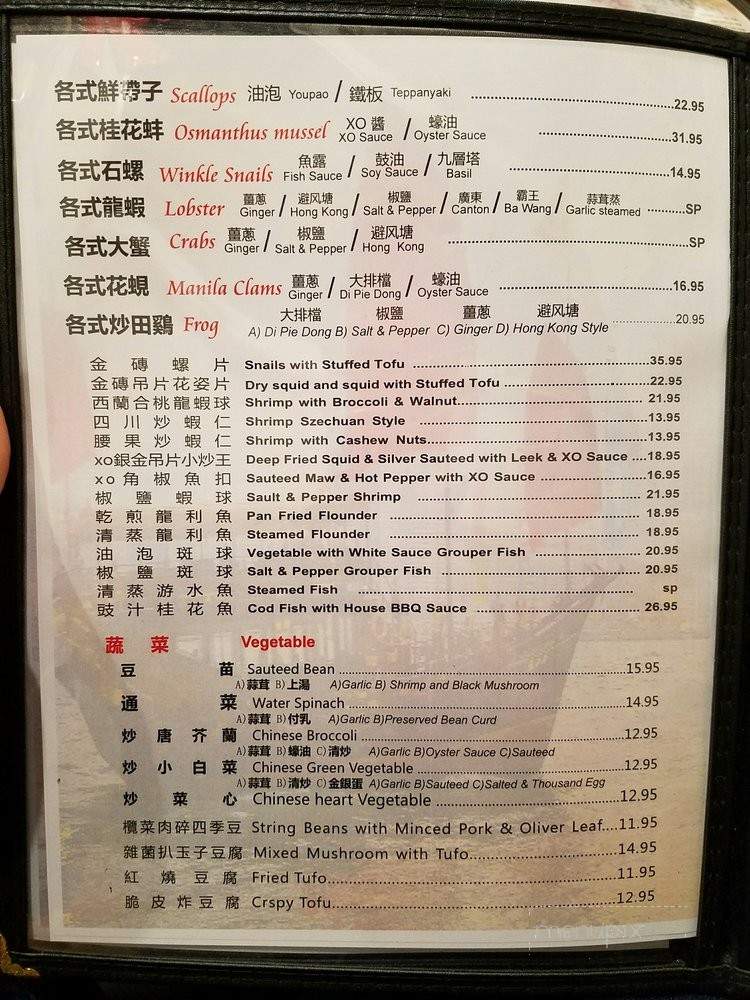 各式鮮帶子 Scallops 油泡 Youpao / 鐵板 Teppanyaki ..........22.95
各式桂花蚌 Osmanthus mussel XO 醬 XO Sauce / 蠔油 Oyster Sauce ..........31.95
各式石螺 Winkle Snails 魚露 Fish Sauce / 鼓油 Soy Sauce / 九層塔 Basil ..........14.95
各式龍蝦 Lobster 薑蔥 Ginger / 避风塘 Hong Kong / 椒鹽 Salt & Pepper / 廣東 Canton / 霸王 Ba Wang / 蒜茸蒸 Garlic steamed ..........SP
各式大蟹 Crabs 薑蔥 Ginger / 椒鹽 Salt & Pepper / 避风塘 Hong Kong ..........SP
各式花蜆 Manila Clams 薑蔥 Ginger / 大排檔 Di Pie Dong / 蠔油 Oyster Sauce ..........16.95
各式炒田鷄 Frog 大排檔 椒鹽 薑蔥 避风塘
A) Di Pie Dong B) Salt & Pepper C) Ginger D) Hong Kong Style ..........20.95
金磚螺片 Snails with Stuffed Tofu ..........35.95
金磚吊片花姿片 Dry squid and squid with Stuffed Tofu ..........22.95
西蘭合桃龍蝦球 Shrimp with Broccoli & Walnut..........21.95
四川炒蝦仁 Shrimp Szechuan Style ..........13.95
腰果炒蝦仁 Shrimp with Cashew Nuts..........13.95
xo銀金吊片小炒王 Deep Fried Squid & Silver Sauteed with Leek & XO Sauce ....18.95
xo角椒魚扣 Sauteed Maw & Hot Pepper with XO Sauce ..........16.95
椒鹽蝦球 Sault & Pepper Shrimp ..........21.95
乾煎龍利魚 Pan Fried Flounder ..........18.95
清蒸龍利魚 Steamed Flounder ..........18.95
油泡斑球 Vegetable with White Sauce Grouper Fish ..........20.95
椒鹽斑球 Salt & Pepper Grouper Fish ..........20.95
清蒸游水魚 Steamed Fish ..........sp
豉汁桂花魚 Cod Fish with House BBQ Sauce ..........26.95
蔬菜 Vegetable
豆苗 Sauteed Bean ..........15.95
A)蒜茸 B)上湯 A)Garlic B) Shrimp and Black Mushroom
通菜 Water Spinach ..........14.95
A)蒜茸 B)付乳 A)Garlic B)Preserved Bean Curd
炒唐芥蘭 Chinese Broccoli ..........12.95
A)蒜茸 B)蠔油 C)清炒 A)Garlic B)Oyster Sauce C)Sauteed
炒小白菜 Chinese Green Vegetable ..........12.95
A)蒜茸 B)清炒 C)金銀蛋 A)Garlic B)Sauteed C)Salted & Thousand Egg
炒菜心 Chinese heart Vegetable ..........12.95
欖菜肉碎四季豆 String Beans with Minced Pork & Oliver Leaf....11.95
雜菌扒玉子豆腐 Mixed Mushroom with Tufo..........14.95
紅燒豆腐 Fried Tufo..........11.95
脆皮炸豆腐 Crspy Tofu..........12.95
menupix